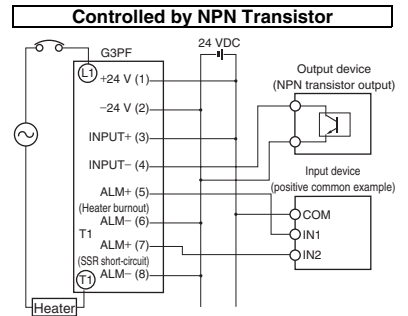 Controlled by NPN Transistor
24 VDC
G3PF
L1
+24 V (1)
−24 V (2)
INPUT+ (3)
INPUT− (4)
ALM+ (5)
(Heater burnout)
ALM− (6)
T1
ALM+ (7)
(SSR short-circuit)
T1
ALM− (8)
Heater
Output device
(NPN transistor output)
Input device
(positive common example)
COM
IN1
IN2